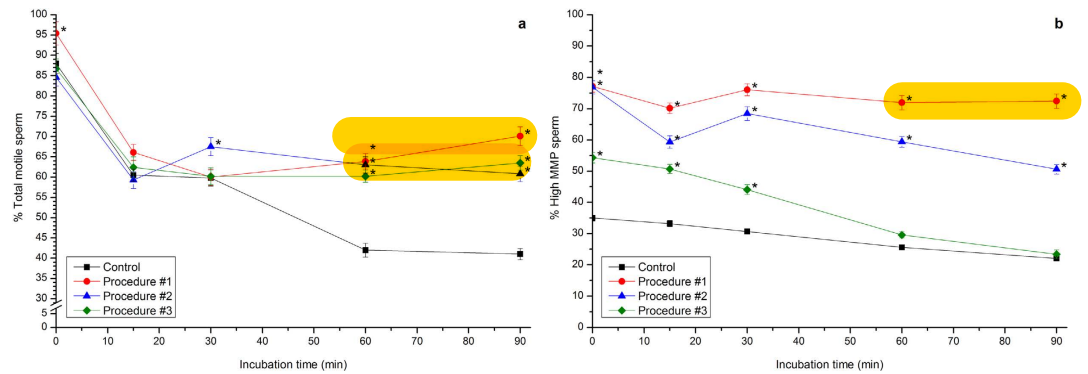 a
% Total motile sperm
100
95
90
85
80
75
70
65
60
55
50
45
40
35
30
5
0
* * * * * * * *
Control
Procedure #1
Procedure #2
Procedure #3
0 10 20 30 40 50 60 70 80 90
Incubation time (min)
b
% High MMP sperm
100
90
80
70
60
50
40
30
20
10
0
* * * * * * * * * * * * *
Control
Procedure #1
Procedure #2
Procedure #3
0 10 20 30 40 50 60 70 80 90
Incubation time (min)